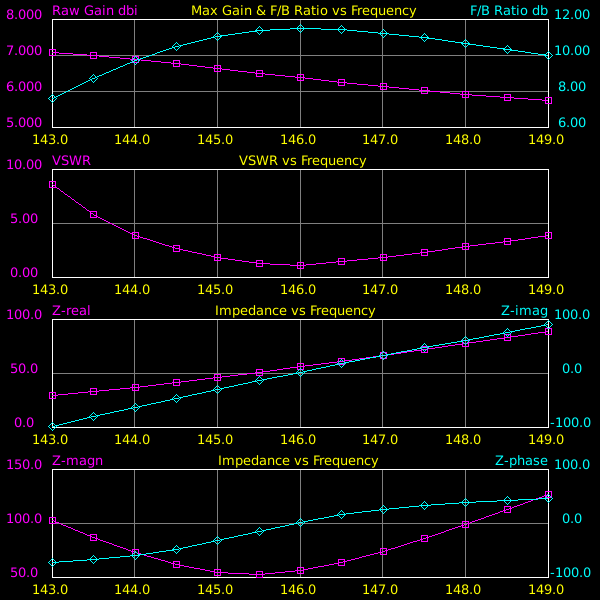 Raw Gain dbi Max Gain & F/B Ratio vs Frequency F/B Ratio db
8.000 12.00
7.000 10.00
6.000 8.00
5.000 6.00
143.0 144.0 145.0 146.0 147.0 148.0 149.0
VSWR VSWR vs Frequency
10.00
5.00
0.00
143.0 144.0 145.0 146.0 147.0 148.0 149.0
Z-real Impedance vs Frequency Z-imag
100.0 100.0
50.0 0.0
0.0 -100.0
143.0 144.0 145.0 146.0 147.0 148.0 149.0
Z-magn Impedance vs Frequency Z-phase
150.0 100.0
100.0 0.0
50.0 -100.0
143.0 144.0 145.0 146.0 147.0 148.0 149.0